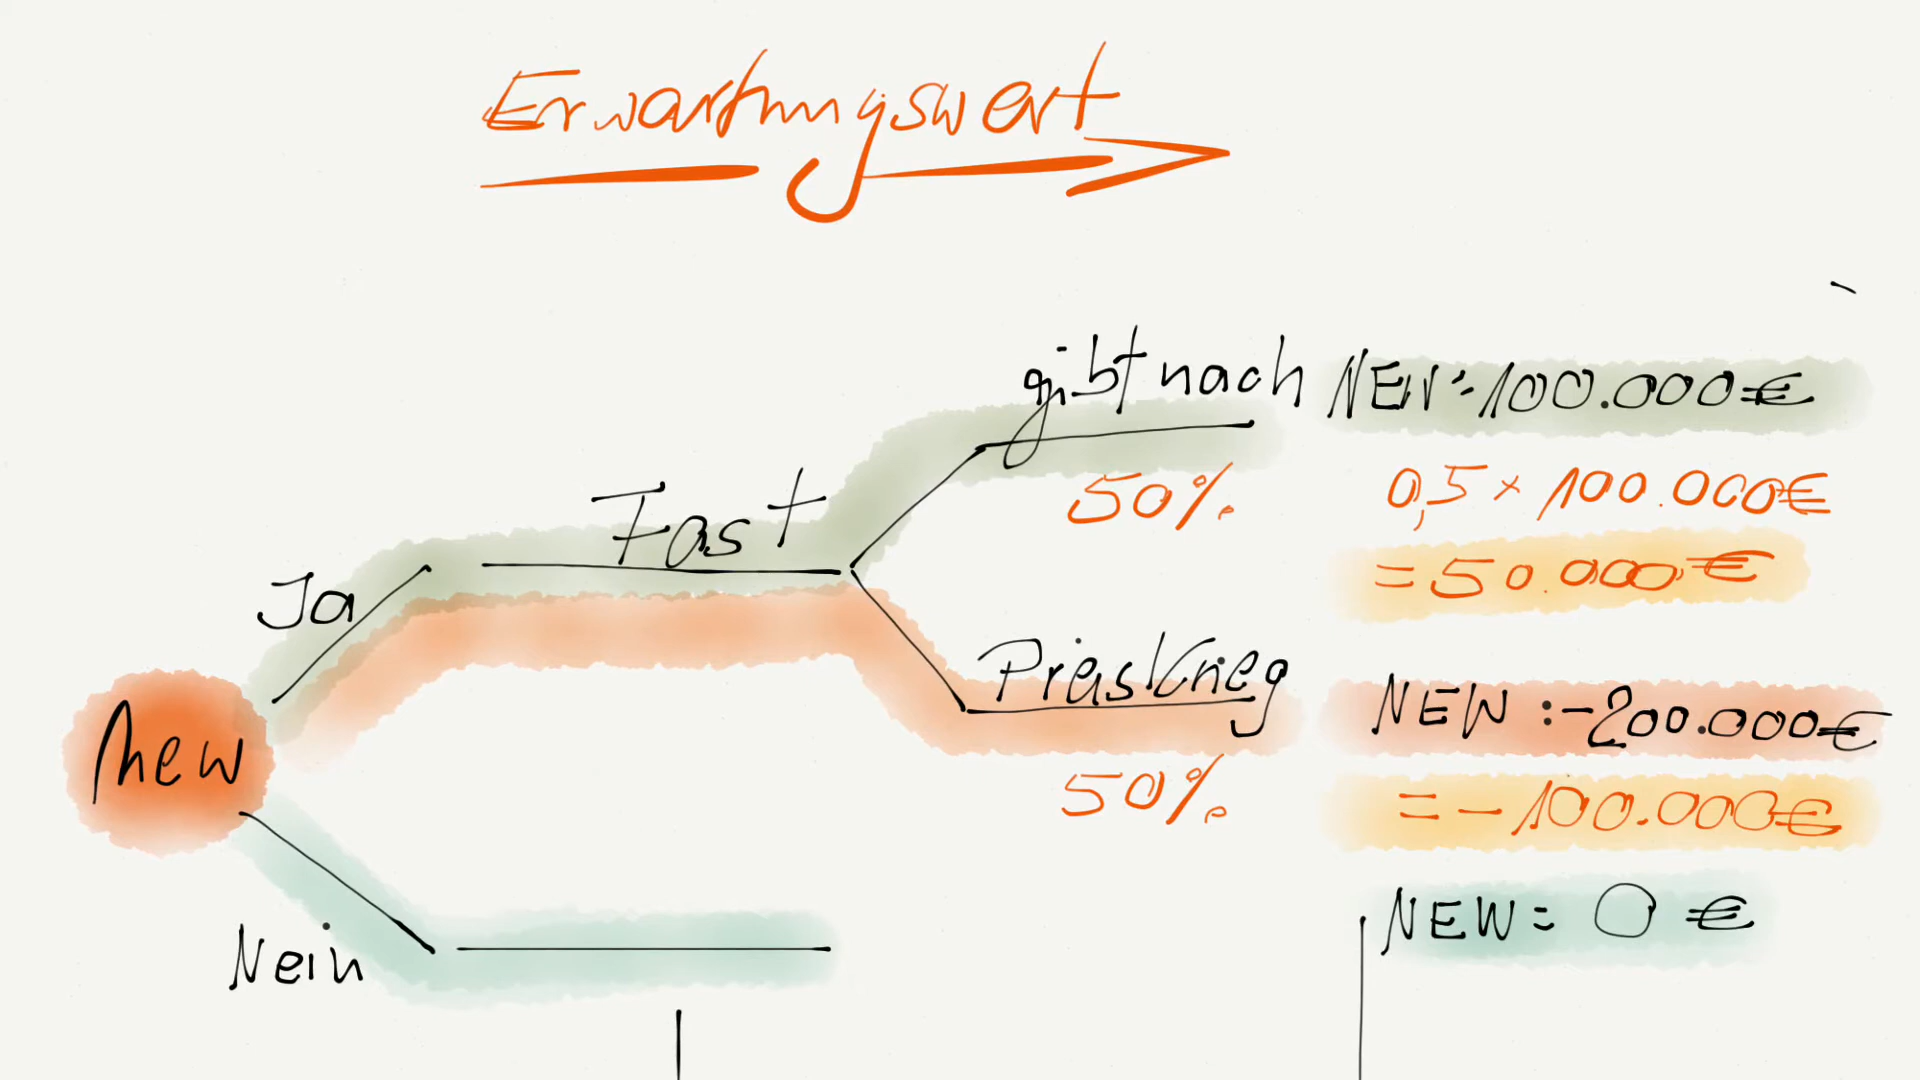 Erwartungswert
gibt nach
NEW: 100.000€
50%
0,5 × 100.000€
Fast
= 50.000 €
Ja
Preiskrieg
NEW : -200.000€
New
50%
= - 100.000€
NEW = 0 €
Nein